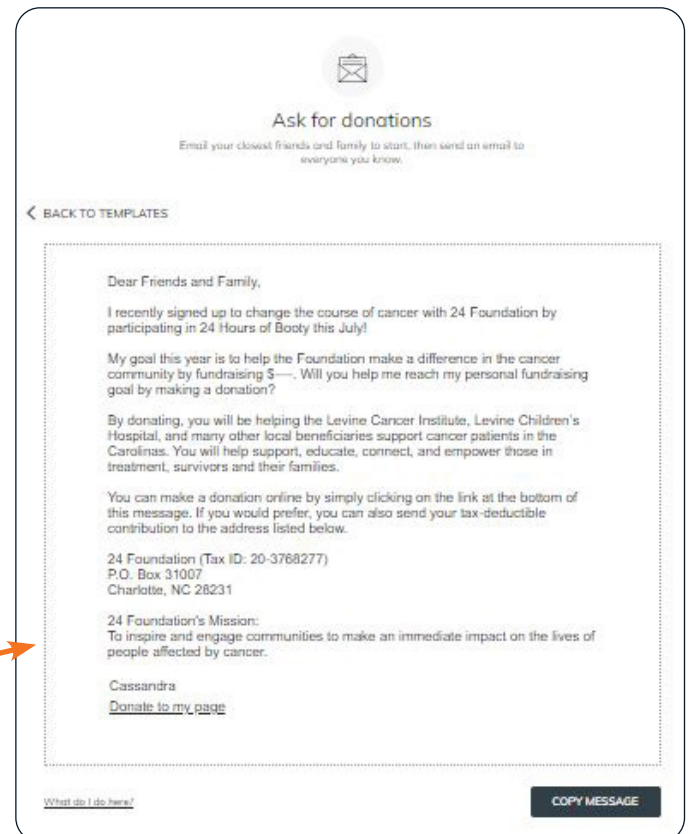 Ask for donations
Email your closest friends and family to start, then send an email to
everyone you know.
BACK TO TEMPLATES
Dear Friends and Family,
I recently signed up to change the course of cancer with 24 Foundation by
participating in 24 Hours of Booty this July!
My goal this year is to help the Foundation make a difference in the cancer
community by fundraising $----. Will you help me reach my personal fundraising
goal by making a donation?
By donating, you will be helping the Levine Cancer Institute, Levine Children's
Hospital, and many other local beneficiaries support cancer patients in the
Carolinas. You will help support, educate, connect, and empower those in
treatment, survivors and their families.
You can make a donation online by simply clicking on the link at the bottom of
this message. If you would prefer, you can also send your tax-deductible
contribution to the address listed below.
24 Foundation (Tax ID: 20-3768277)
P.O. Box 31007
Charlotte, NC 28231
24 Foundation's Mission:
To inspire and engage communities to make an immediate impact on the lives of
people affected by cancer.
Cassandra
Donate to my page
What do I do here?
COPY MESSAGE